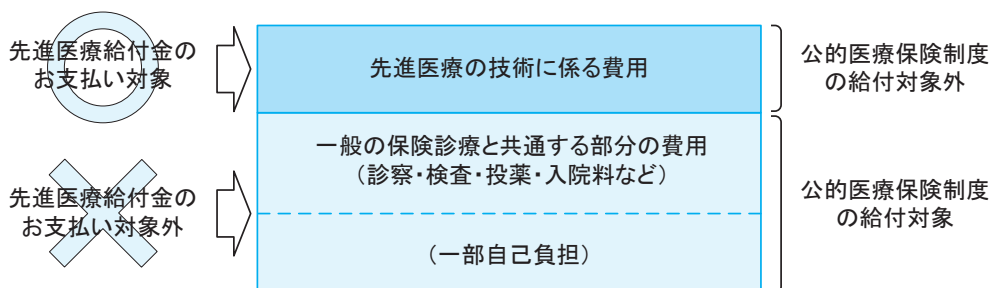 先進医療給付金の
お支払い対象
先進医療の技術に係る費用
公的医療保険制度
の給付対象外
一般の保険診療と共通する部分の費用
（診察・検査・投薬・入院料など）
先進医療給付金の
お支払い対象外
（一部自己負担）
公的医療保険制度
の給付対象